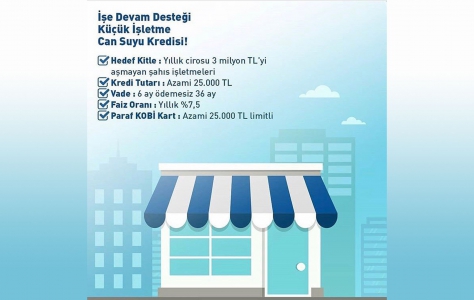 İşe Devam Desteği
Küçük İşletme
Can Suyu Kredisi!
Hedef Kitle : Yıllık cirosu 3 milyon TL'yi
aşmayan şahıs işletmeleri
Kredi Tutarı : Azami 25.000 TL
Vade : 6 ay ödemesiz 36 ay
Faiz Oranı : Yıllık %7,5
Paraf KOBİ Kart : Azami 25.000 TL limitli